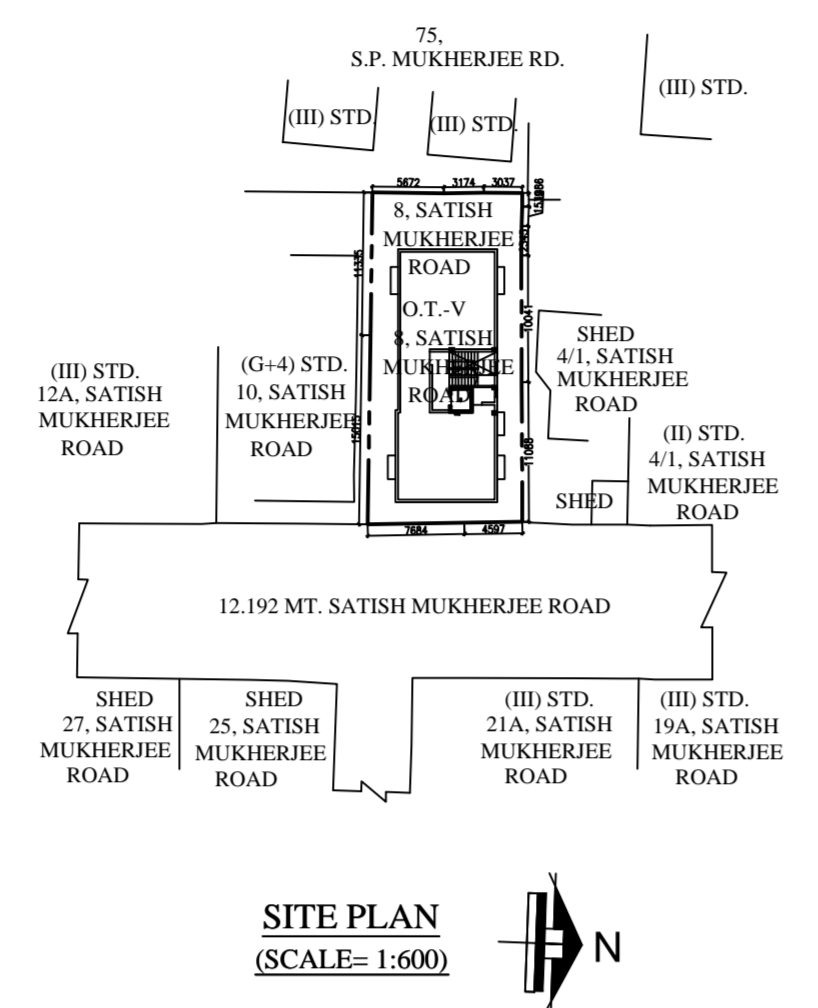 75,
S.P. MUKHERJEE RD.
(III) STD.
(III) STD.
(III) STD.
5672
3174
3037
8, SATISH
MUKHERJEE
ROAD
11335
O.T.-V
8, SATISH
MUKHERJEE
ROAD
10041
15015
11088
(III) STD.
12A, SATISH
MUKHERJEE
ROAD
(G+4) STD.
10, SATISH
MUKHERJEE
ROAD
SHED
4/1, SATISH
MUKHERJEE
ROAD
(II) STD.
4/1, SATISH
MUKHERJEE
ROAD
SHED
7684
4597
12.192 MT. SATISH MUKHERJEE ROAD
SHED
27, SATISH
MUKHERJEE
ROAD
SHED
25, SATISH
MUKHERJEE
ROAD
(III) STD.
21A, SATISH
MUKHERJEE
ROAD
(III) STD.
19A, SATISH
MUKHERJEE
ROAD
SITE PLAN
(SCALE= 1:600)
N